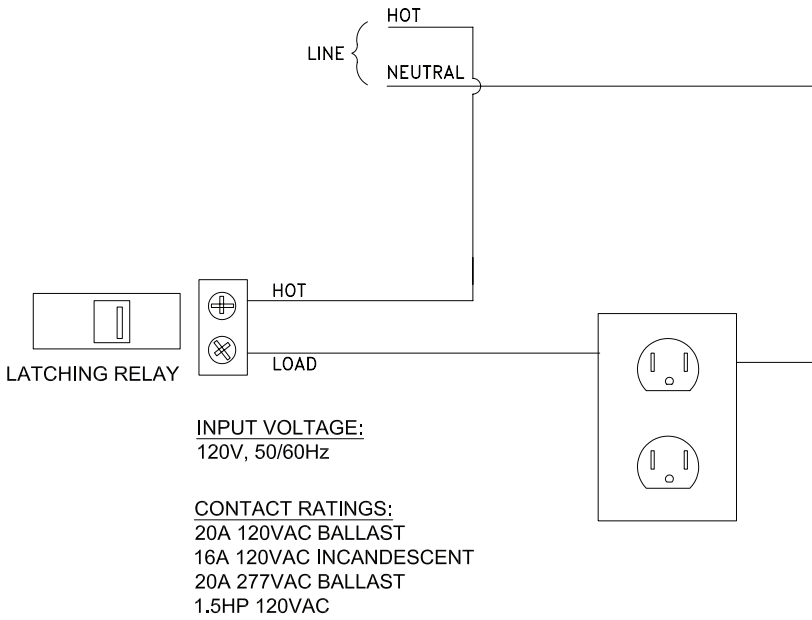 HOT
LINE
NEUTRAL
HOT
LATCHING RELAY
LOAD
INPUT VOLTAGE:
120V, 50/60Hz
CONTACT RATINGS:
20A 120VAC BALLAST
16A 120VAC INCANDESCENT
20A 277VAC BALLAST
1.5HP 120VAC